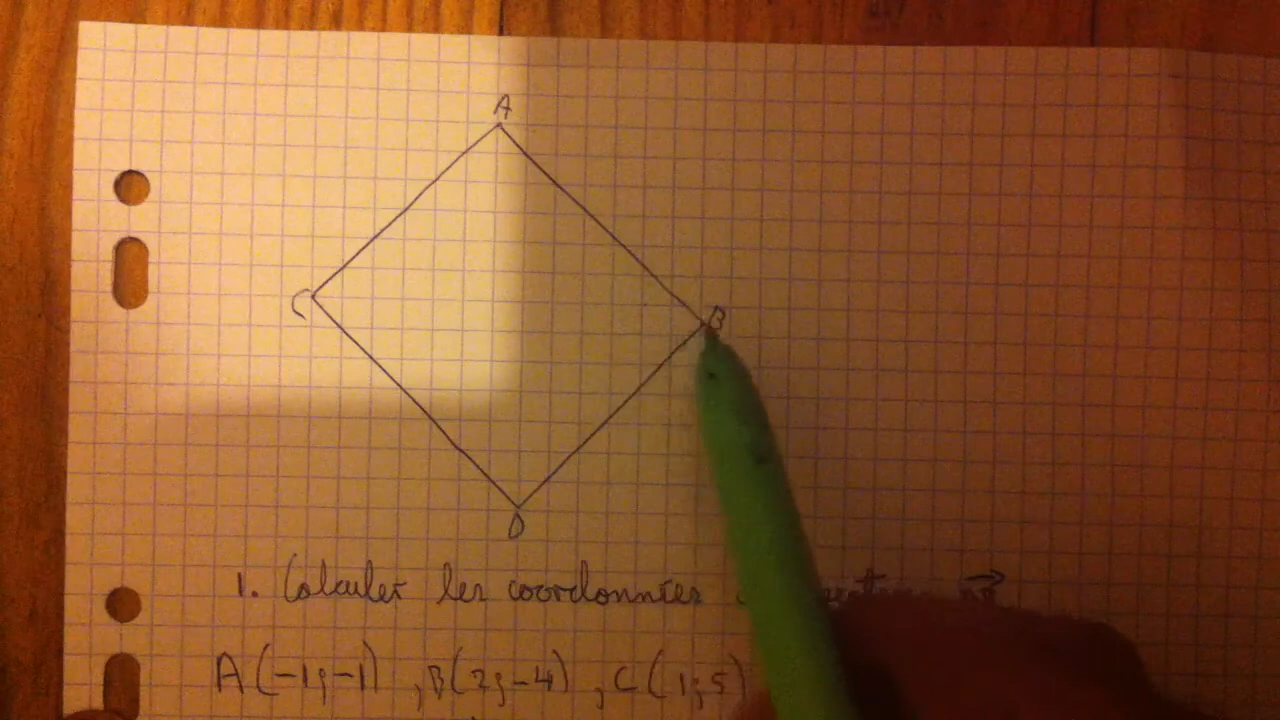 A
C
B
D
1. Calculer les coordonnées
A(-1;-1), B(2;-4), C(1;5)